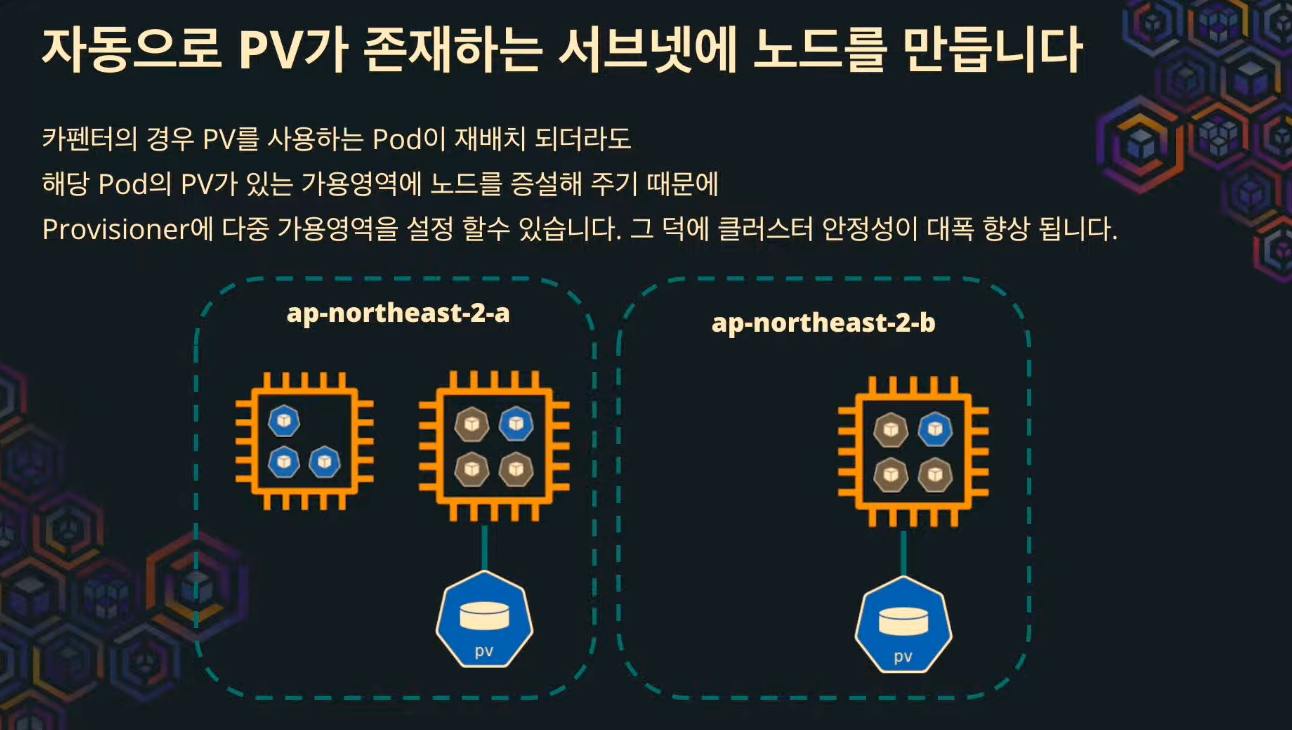 자동으로 PV가 존재하는 서브넷에 노드를 만듭니다
카펜터의 경우 PV를 사용하는 Pod이 재배치 되더라도
해당 Pod의 PV가 있는 가용영역에 노드를 증설해 주기 때문에
Provisioner에 다중 가용영역을 설정 할수 있습니다. 그 덕에 클러스터 안정성이 대폭 향상 됩니다.
ap-northeast-2-a
ap-northeast-2-b
pv
pv